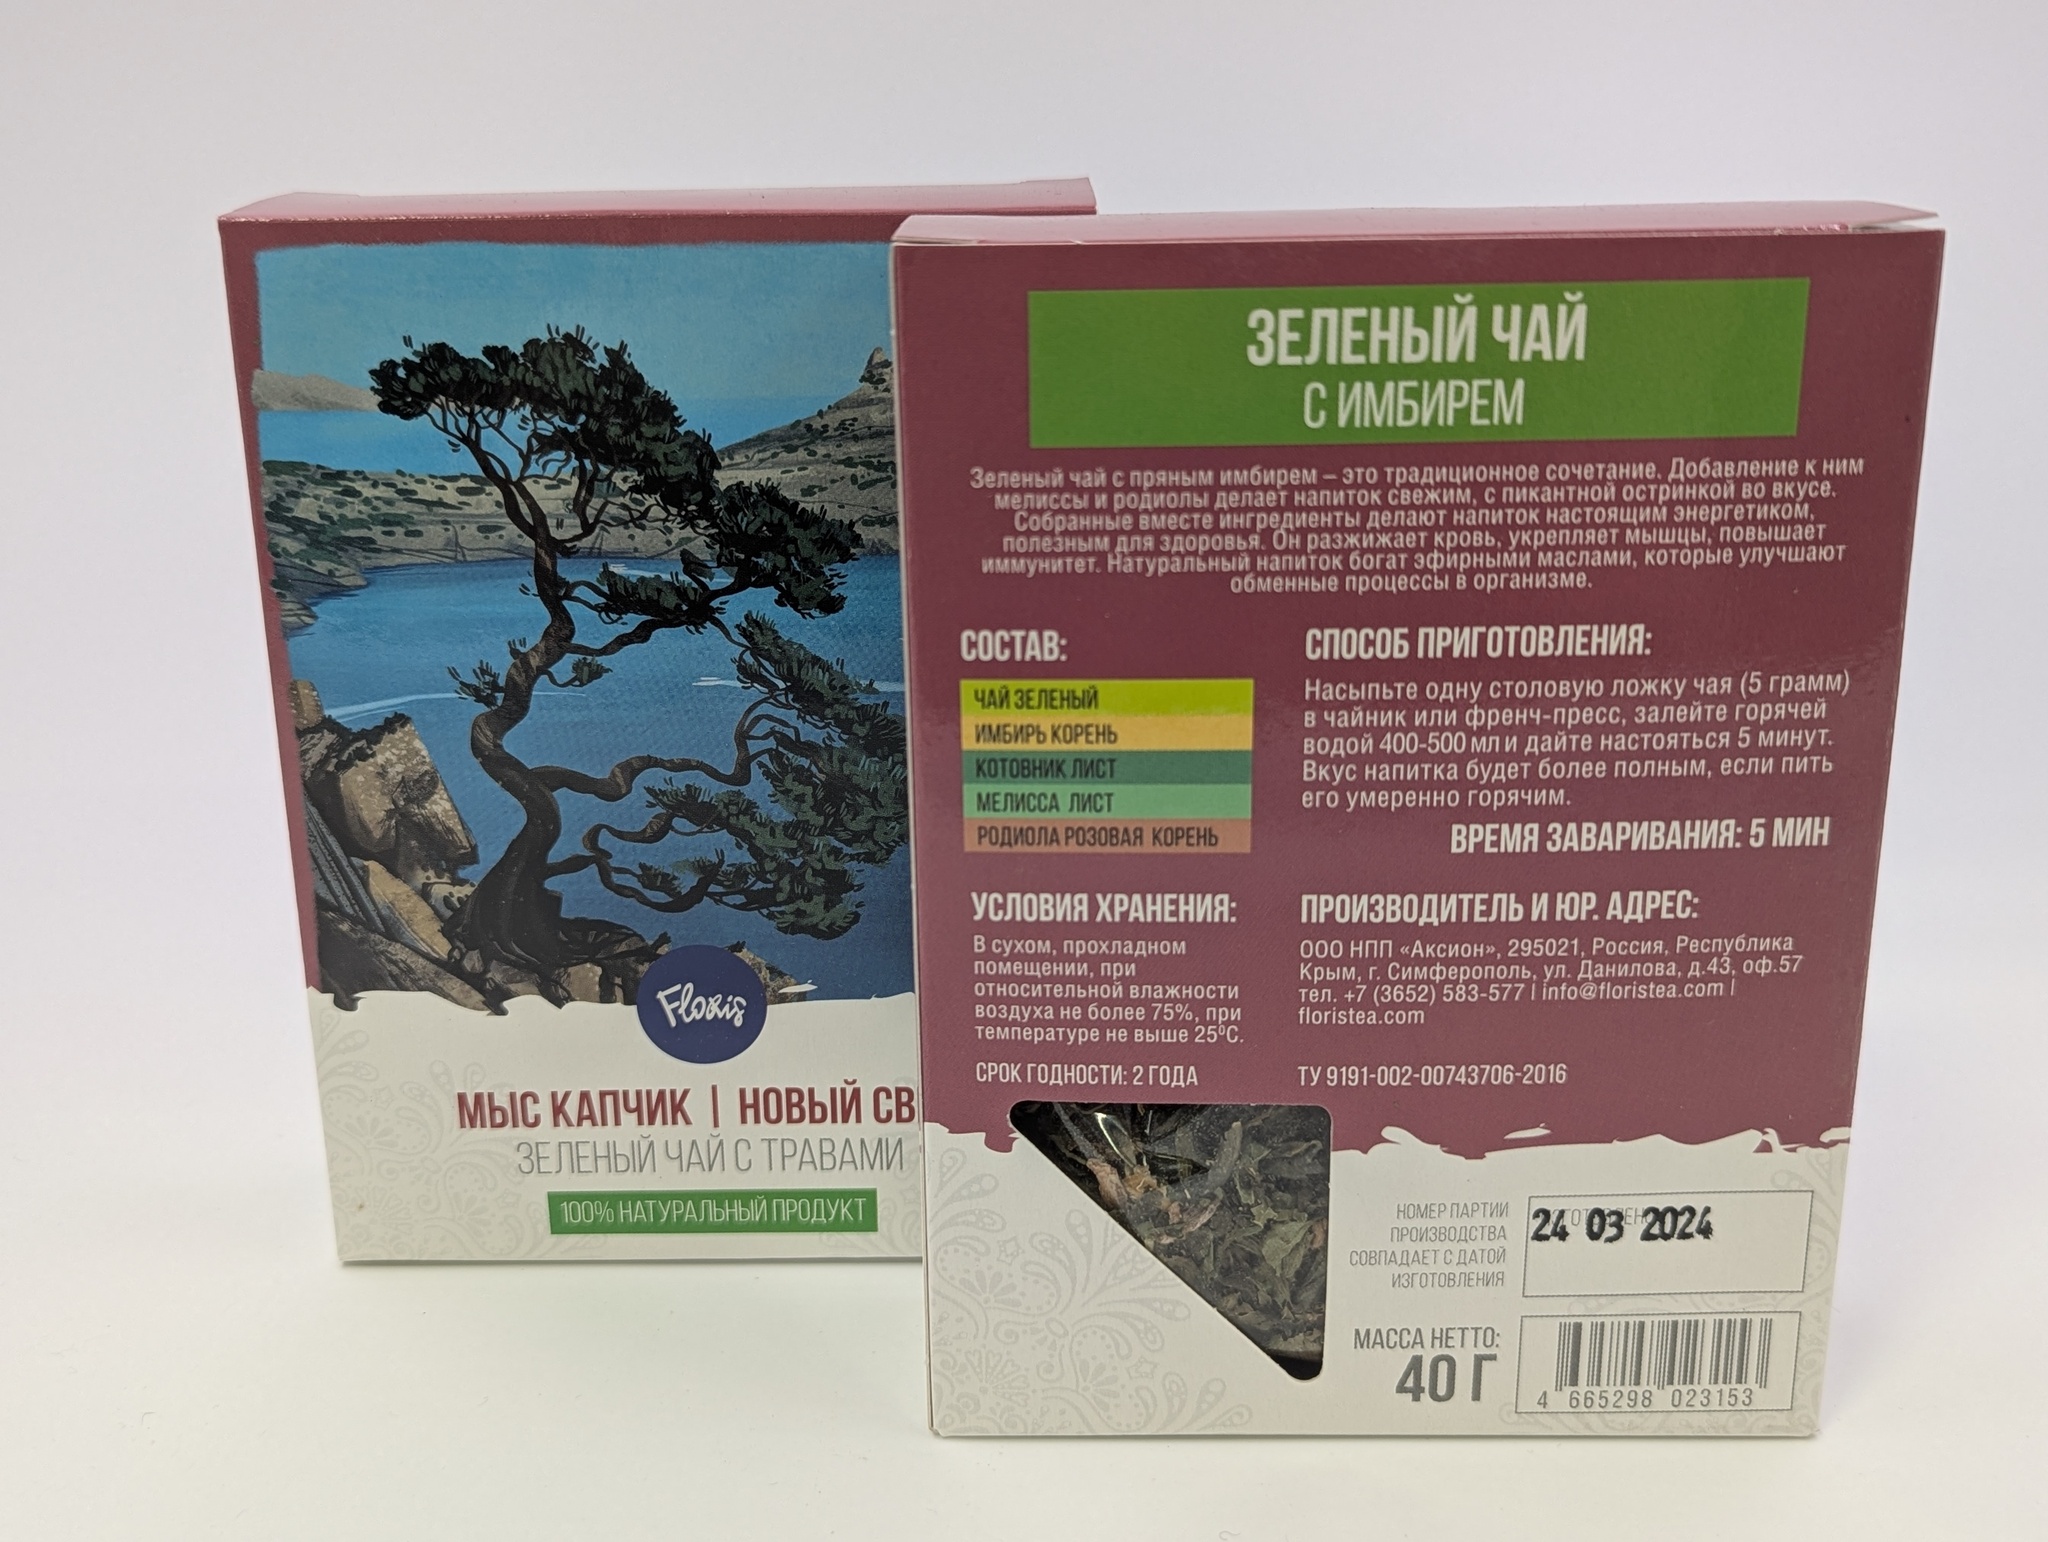 Floris
МЫС КАПЧИК | НОВЫЙ
ЗЕЛЕНЫЙ ЧАЙ С ТРАВАМИ
100% НАТУРАЛЬНЫЙ ПРОДУКТ
ЗЕЛЕНЫЙ ЧАЙ
С ИМБИРЕМ
Зеленый чай с пряным имбирем – это традиционное сочетание. Добавление к ним
мелиссы и родиолы делает напиток свежим, с пикантной остринкой во вкусе.
Собранные вместе ингредиенты делают напиток настоящим энергетиком,
полезным для здоровья. Он разжижает кровь, укрепляет мышцы, повышает
иммунитет. Натуральный напиток богат эфирными маслами, которые улучшают
обменные процессы в организме.
СОСТАВ:
ЧАЙ ЗЕЛЕНЫЙ
ИМБИРЬ КОРЕНЬ
КОТОВНИК ЛИСТ
МЕЛИССА ЛИСТ
РОДИОЛА РОЗОВАЯ КОРЕНЬ
СПОСОБ ПРИГОТОВЛЕНИЯ:
Насыпьте одну столовую ложку чая (5 грамм)
в чайник или френч-пресс, залейте горячей
водой 400-500 мл и дайте настояться 5 минут.
Вкус напитка будет более полным, если пить
его умеренно горячим.
ВРЕМЯ ЗАВАРИВАНИЯ: 5 МИН
УСЛОВИЯ ХРАНЕНИЯ:
В сухом, прохладном
помещении, при
относительной влажности
воздуха не более 75%, при
температуре не выше 25⁰С.
СРОК ГОДНОСТИ: 2 ГОДА
ПРОИЗВОДИТЕЛЬ И ЮР. АДРЕС:
ООО НПП «Аксион», 295021, Россия, Республика
Крым, г. Симферополь, ул. Данилова, д.43, оф.57
тел. +7 (3652) 583-577 | info@floristea.com |
floristea.com
ТУ 9191-002-00743706-2016
НОМЕР ПАРТИИ
ПРОИЗВОДСТВА
СОВПАДАЕТ С ДАТОЙ
ИЗГОТОВЛЕНИЯ
24 03 2024
МАССА НЕТТО:
40 Г
4 665298 023153